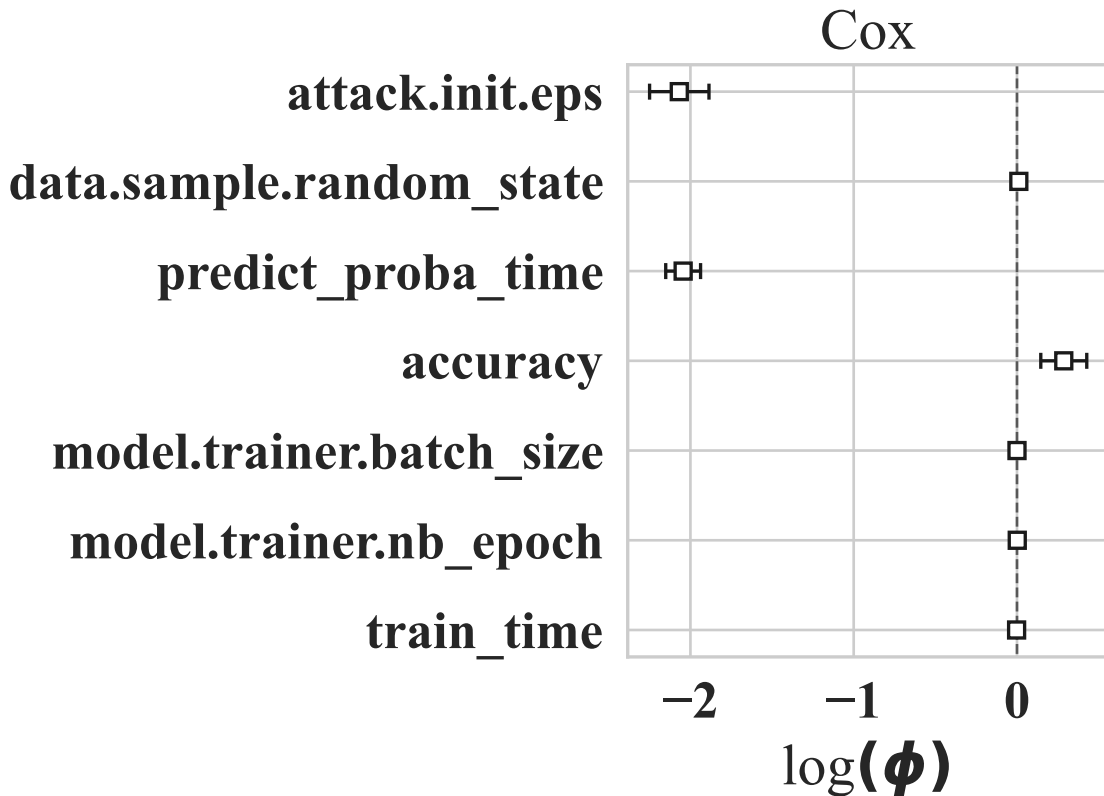 Cox
attack.init.eps
data.sample.random_state
predict_proba_time
accuracy
model.trainer.batch_size
model.trainer.nb_epoch
train_time
−2 −1 0
log(ϕ)